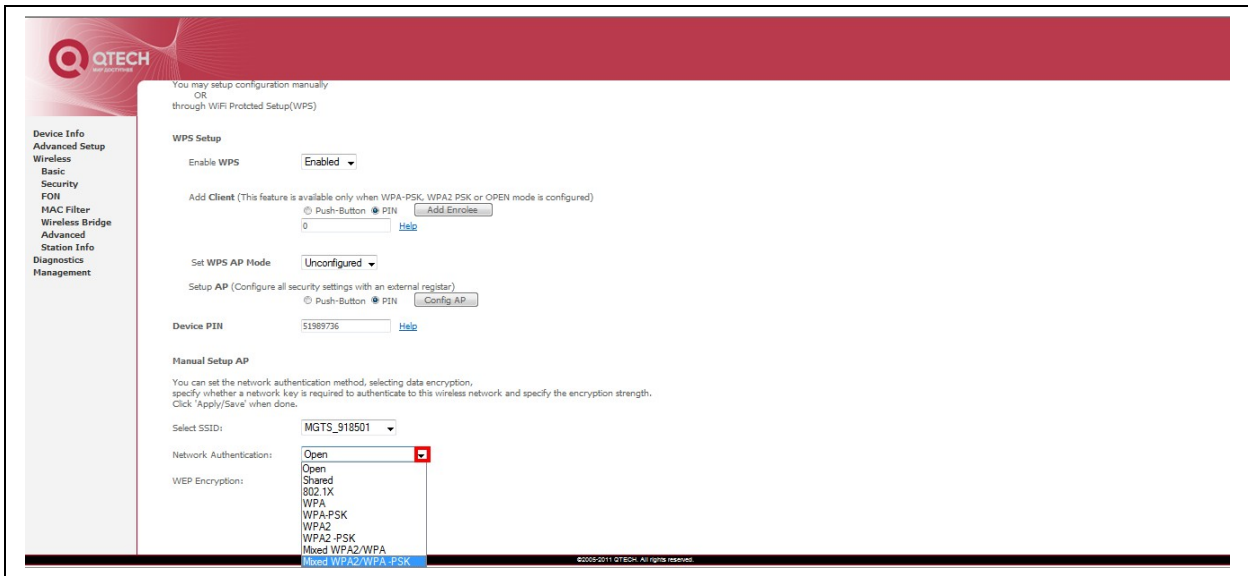 QTECH
You may setup configuration manually
OR
through WiFi Protcted Setup(WPS)
Device Info
Advanced Setup
Wireless
Basic
Security
FON
MAC Filter
Wireless Bridge
Advanced
Station Info
Diagnostics
Management
WPS Setup
Enable WPS Enabled
Add Client (This feature is available only when WPA-PSK, WPA2 PSK or OPEN mode is configured)
Push-Button PIN Add Enrolee
0 Help
Set WPS AP Mode Unconfigured
Setup AP (Configure all security settings with an external registar)
Push-Button PIN Config AP
Device PIN 51989736 Help
Manual Setup AP
You can set the network authentication method, selecting data encryption,
specify whether a network key is required to authenticate to this wireless network and specify the encryption strength.
Click 'Apply/Save' when done.
Select SSID: MGTS_918501
Network Authentication: Open
WEP Encryption:
Open
Shared
802.1X
WPA
WPA-PSK
WPA2
WPA2 -PSK
Mixed WPA2/WPA
Mixed WPA2/WPA -PSK
©2005-2011 QTECH. All rights reserved.